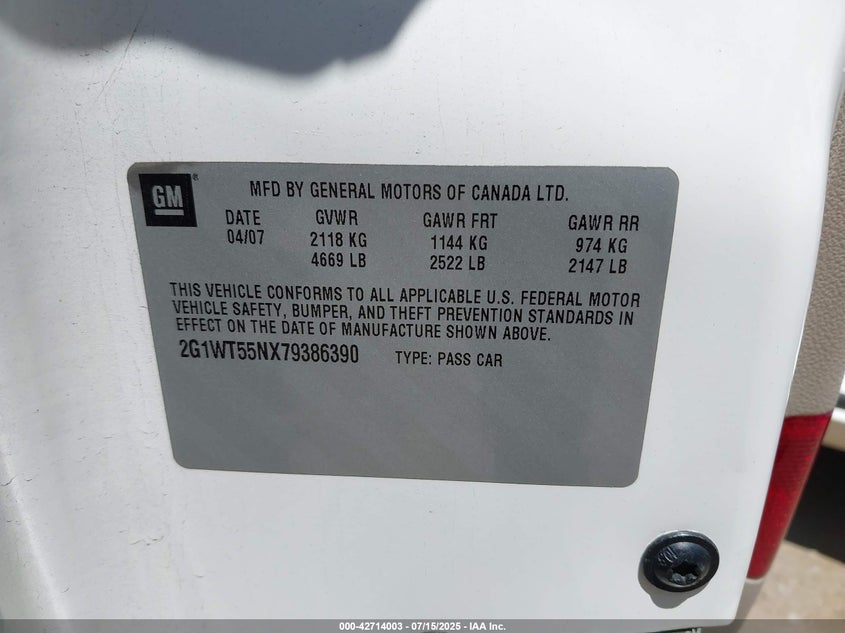 GM®
MFD BY GENERAL MOTORS OF CANADA LTD.
DATE GVWR GAWR FRT GAWR RR
04/07 2118 KG 1144 KG 974 KG
4669 LB 2522 LB 2147 LB
THIS VEHICLE CONFORMS TO ALL APPLICABLE U.S. FEDERAL MOTOR
VEHICLE SAFETY, BUMPER, AND THEFT PREVENTION STANDARDS IN
EFFECT ON THE DATE OF MANUFACTURE SHOWN ABOVE.
2G1WT55NX79386390 TYPE: PASS CAR
000-42714003 - 07/15/2025 - IAA Inc.